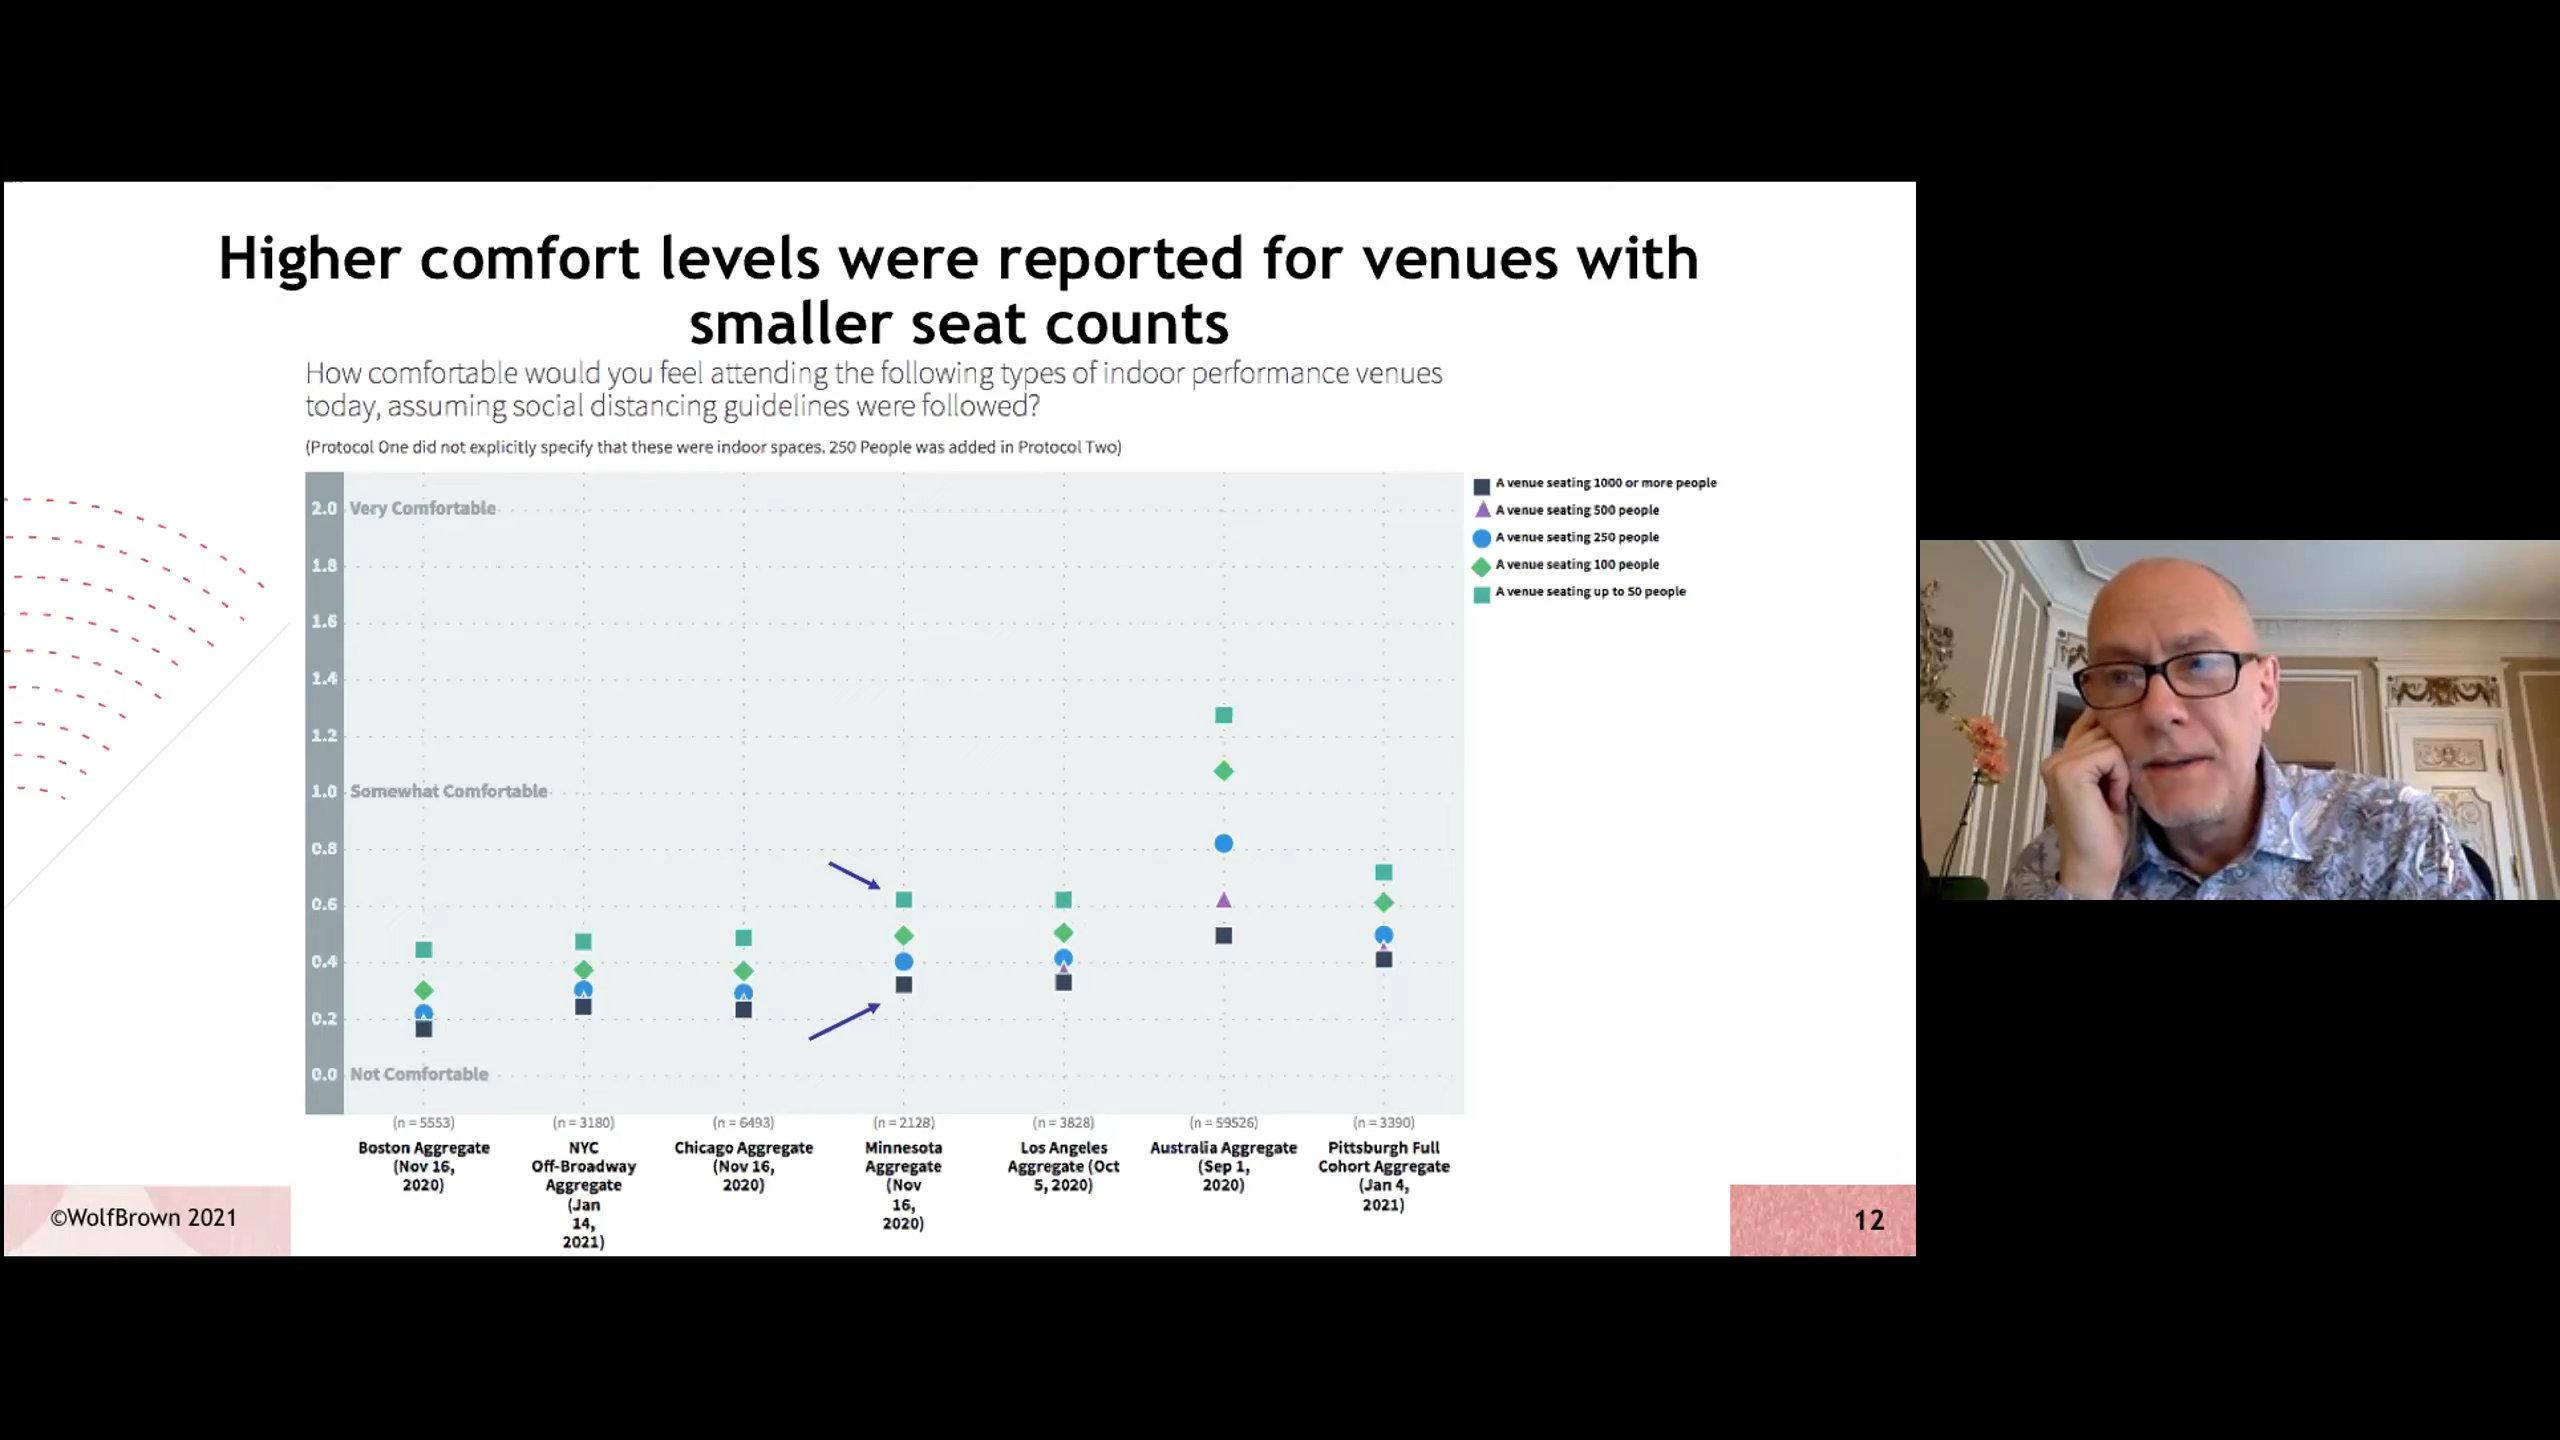 Higher comfort levels were reported for venues with
smaller seat counts
How comfortable would you feel attending the following types of indoor performance venues
today, assuming social distancing guidelines were followed?
(Protocol One did not explicitly specify that these were indoor spaces. 250 People was added in Protocol Two)
A venue seating 1000 or more people
A venue seating 500 people
A venue seating 250 people
A venue seating 100 people
A venue seating up to 50 people
2.0 Very Comfortable
1.8
1.6
1.4
1.2
1.0 Somewhat Comfortable
0.8
0.6
0.4
0.2
0.0 Not Comfortable
(n = 5553)
Boston Aggregate
(Nov 16,
2020)
(n = 3180)
NYC
Off-Broadway
Aggregate
(Jan
14,
2021)
(n = 6493)
Chicago Aggregate
(Nov 16,
2020)
(n = 2128)
Minnesota
Aggregate
(Nov
16,
2020)
(n = 3828)
Los Angeles
Aggregate (Oct
5, 2020)
(n = 59526)
Australia Aggregate
(Sep 1,
2020)
(n = 3390)
Pittsburgh Full
Cohort Aggregate
(Jan 4,
2021)
©WolfBrown 2021
12